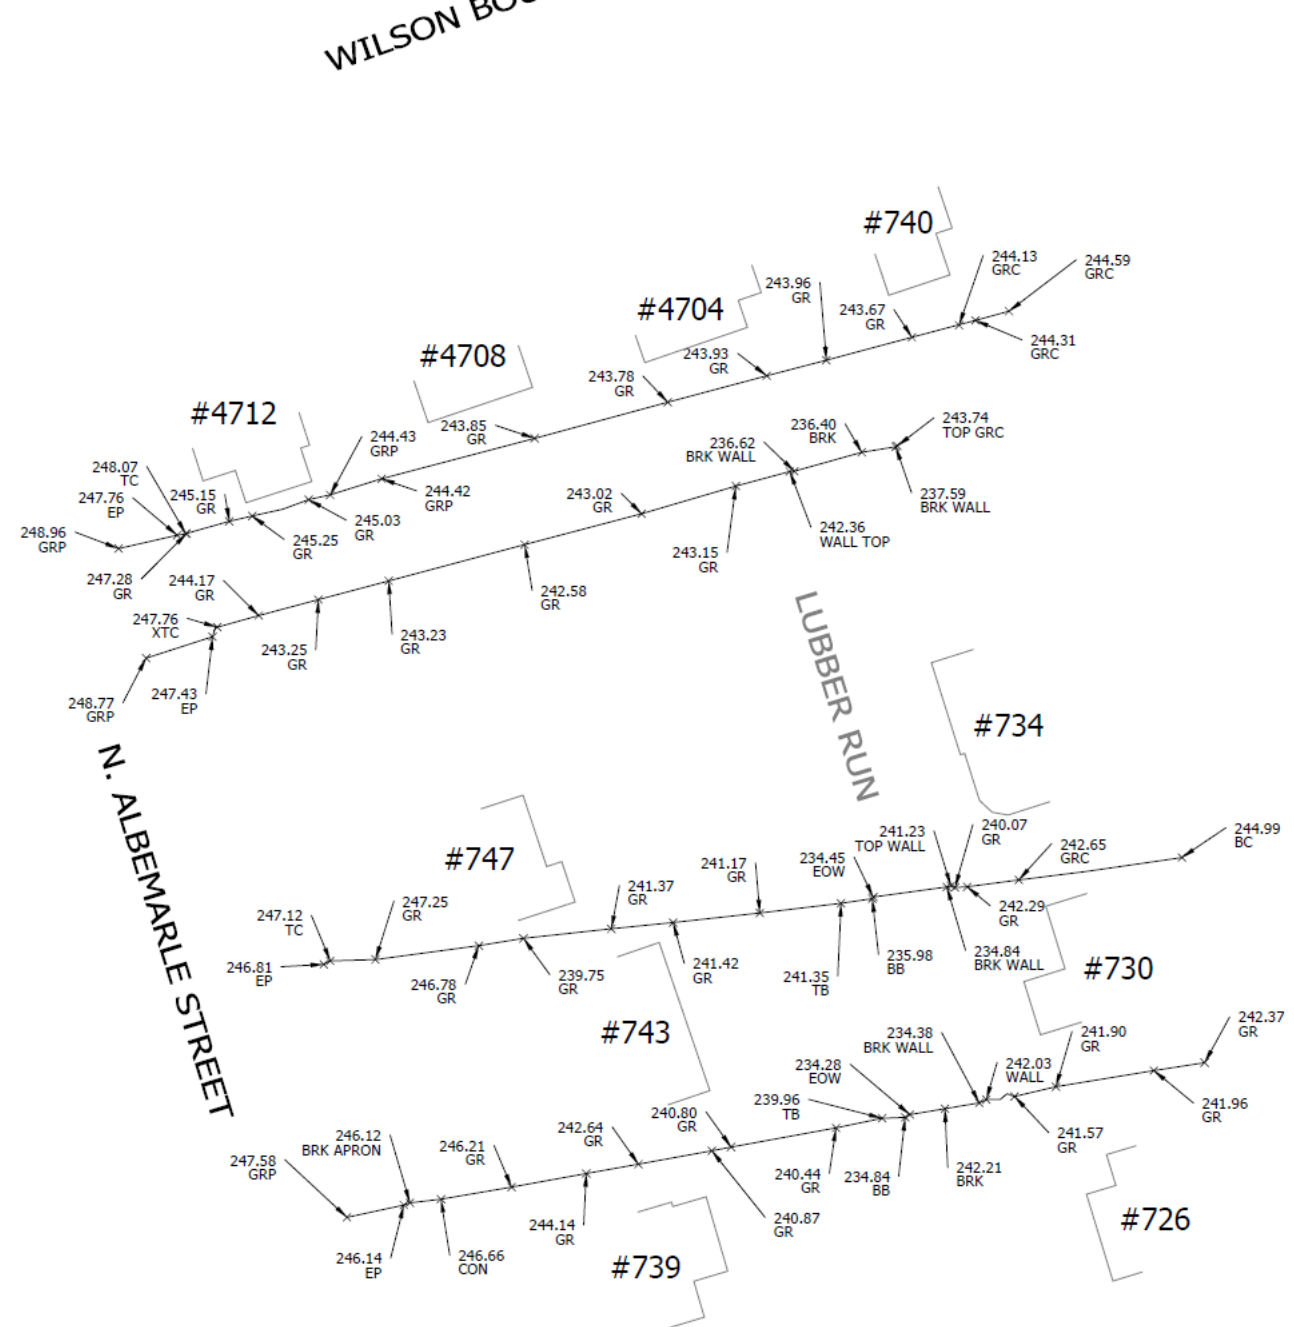 WILSON BOU
#740
244.13
GRC
244.59
GRC
243.96
GR
#4704
243.67
GR
244.31
GRC
#4708
243.93
GR
243.78
GR
#4712
243.85
GR
244.43
GRP
236.40
BRK
243.74
TOP GRC
236.62
BRK WALL
248.07
TC
247.76
EP
245.15
GR
244.42
GRP
243.02
GR
237.59
BRK WALL
248.96
GRP
245.03
GR
245.25
GR
242.36
WALL TOP
243.15
GR
247.28
GR
244.17
GR
242.58
GR
247.76
XTC
243.23
GR
243.25
GR
247.43
EP
248.77
GRP
LUBBER RUN
#734
N. ALBEMARLE STREET
#747
241.23
TOP WALL
240.07
GR
242.65
GRC
244.99
BC
234.45
EOW
241.17
GR
241.37
GR
247.25
GR
247.12
TC
242.29
GR
246.81
EP
246.78
GR
239.75
GR
241.42
GR
241.35
TB
235.98
BB
234.84
BRK WALL
#730
#743
234.38
BRK WALL
241.90
GR
242.37
GR
234.28
EOW
242.03
WALL
239.96
TB
240.80
GR
242.64
GR
246.21
GR
246.12
BRK APRON
247.58
GRP
241.96
GR
241.57
GR
240.44
GR
234.84
BB
242.21
BRK
240.87
GR
244.14
GR
246.66
CON
246.14
EP
#739
#726